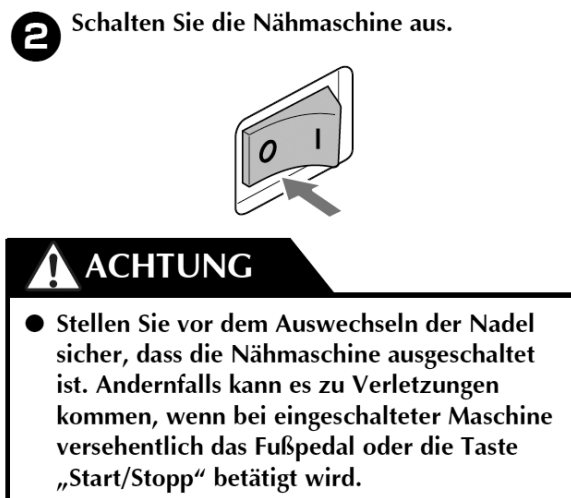 2 Schalten Sie die Nähmaschine aus.
O I
ACHTUNG
● Stellen Sie vor dem Auswechseln der Nadel
sicher, dass die Nähmaschine ausgeschaltet
ist. Andernfalls kann es zu Verletzungen
kommen, wenn bei eingeschalteter Maschine
versehentlich das Fußpedal oder die Taste
„Start/Stopp“ betätigt wird.